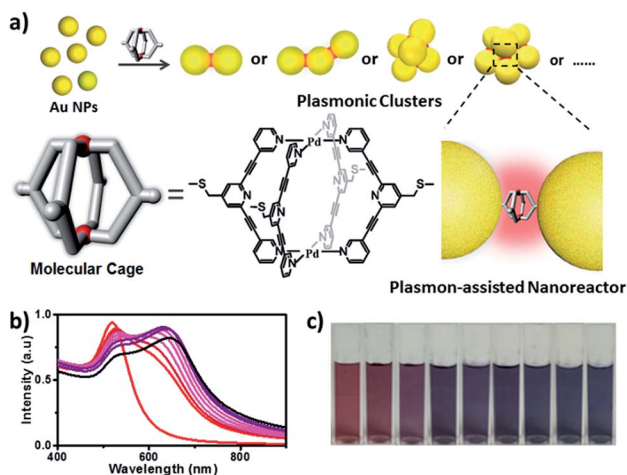 a)
or
or
or
or ......
Au NPs
Plasmonic Clusters
Molecular Cage
=
N
Pd
N
N
N
S
N
S
N
S
N
N
N
Pd
N
Plasmon-assisted Nanoreactor
b)
1.0
0.5
0.0
Intensity (a.u)
400
600
800
Wavelength (nm)
c)